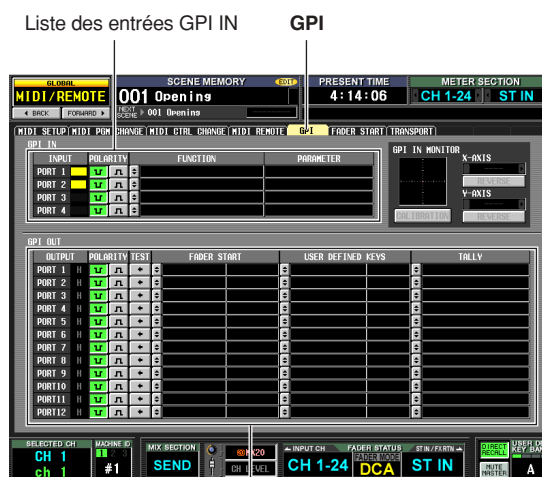 Liste des entrées GPI IN GPI
GLOBAL SCENE MEMORY EDIT PRESENT TIME METER SECTION
MIDI/REMOTE 001 Opening 4:14:06 CH 1-24 ST IN
BACK FORWARD NEXT SCENE 001 Opening
MIDI SETUP MIDI PGM CHANGE MIDI CTRL CHANGE MIDI REMOTE GPI FADER START TRANSPORT
GPI IN GPI IN MONITOR
INPUT POLARITY FUNCTION PARAMETER X-AXIS
PORT 1
REVERSE
PORT 2
Y-AXIS
PORT 3
PORT 4 CALIBRATION REVERSE
GPI OUT
OUTPUT POLARITY TEST FADER START USER DEFINED KEYS TALLY
PORT 1 H
PORT 2 H
PORT 3 H
PORT 4 H
PORT 5 H
PORT 6 H
PORT 7 H
PORT 8 H
PORT 9 H
PORT10 H
PORT11 H
PORT12 H
SELECTED CH MACHINE ID MIX SECTION INPUT CH FADER STATUS ST IN/FX RTN DIRECT RECALL
CH 1 1 2 3 SEND CH LEVEL CH 1-24 FADER MODE DCA ST IN KEY BAN
ch 1 #1 MUTE MASTER A